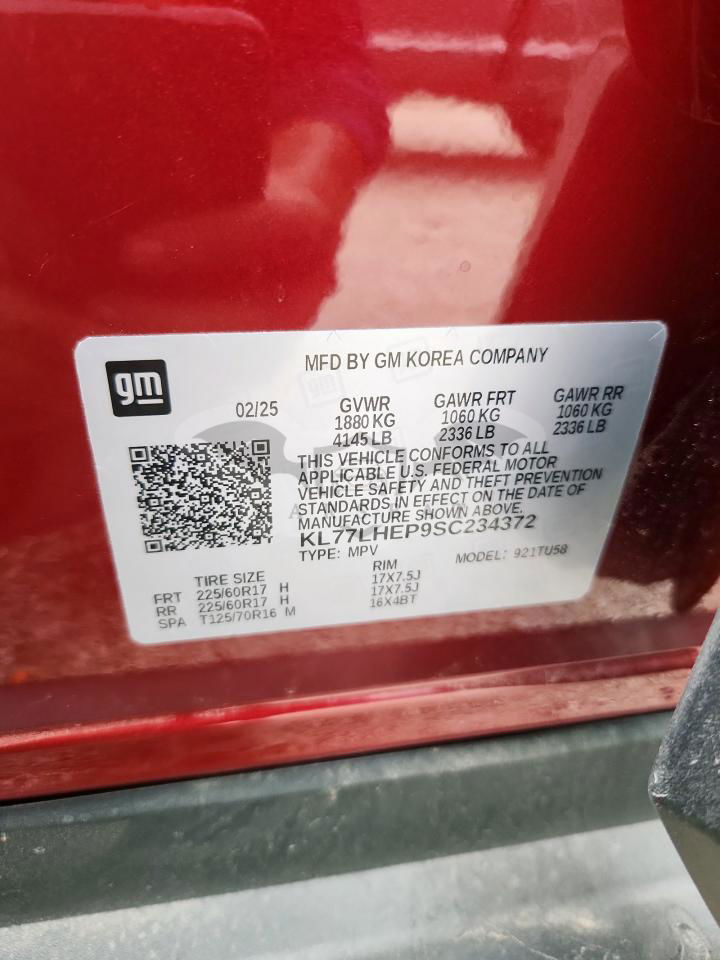 gm
MFD BY GM KOREA COMPANY
02/25 GVWR GAWR FRT GAWR RR
1880 KG 1060 KG 1060 KG
4145 LB 2336 LB 2336 LB
THIS VEHICLE CONFORMS TO ALL
APPLICABLE U.S. FEDERAL MOTOR
VEHICLE SAFETY AND THEFT PREVENTION
STANDARDS IN EFFECT ON THE DATE OF
MANUFACTURE SHOWN ABOVE.
KL77LHEP9SC234372
TYPE: MPV MODEL: 921TU58
TIRE SIZE RIM
FRT 225/60R17 H 17X7.5J
RR 225/60R17 H 17X7.5J
SPA T125/70R16 M 16X4BT